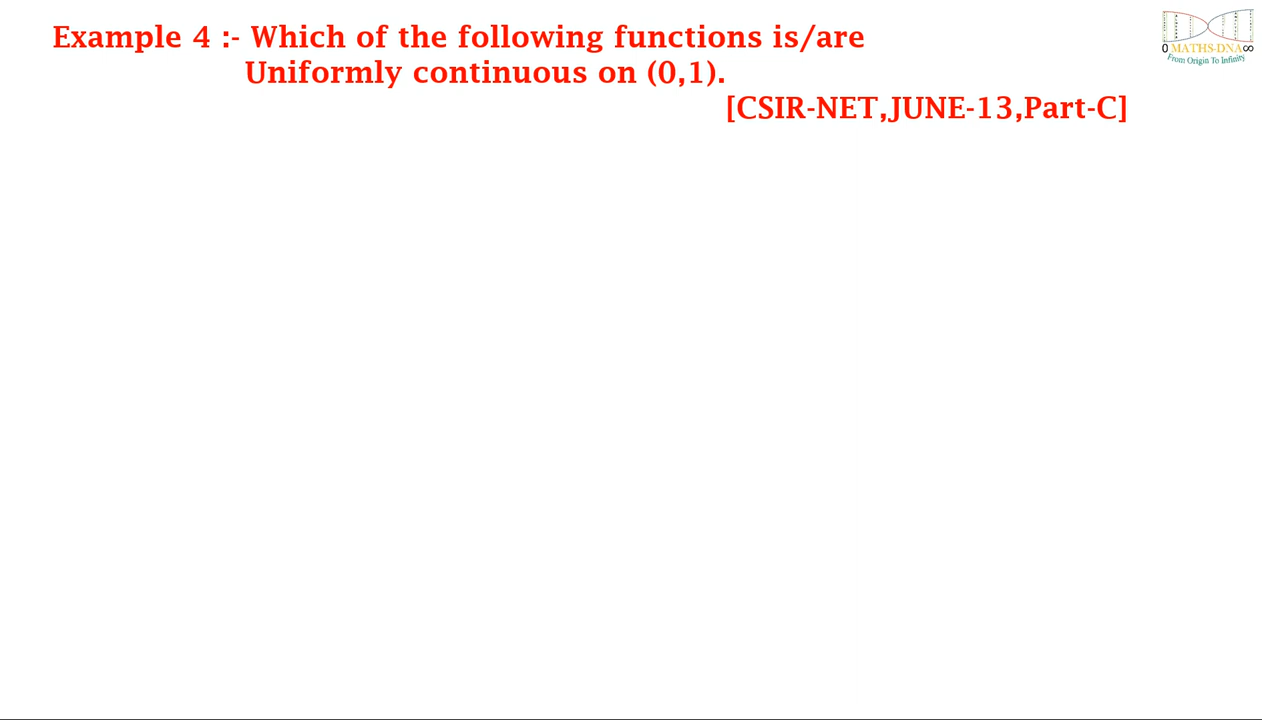 Example 4 :- Which of the following functions is/are
Uniformly continuous on (0,1).
[CSIR-NET,JUNE-13,Part-C]
0 MATHS-DNA∞
From Origin To Infinity